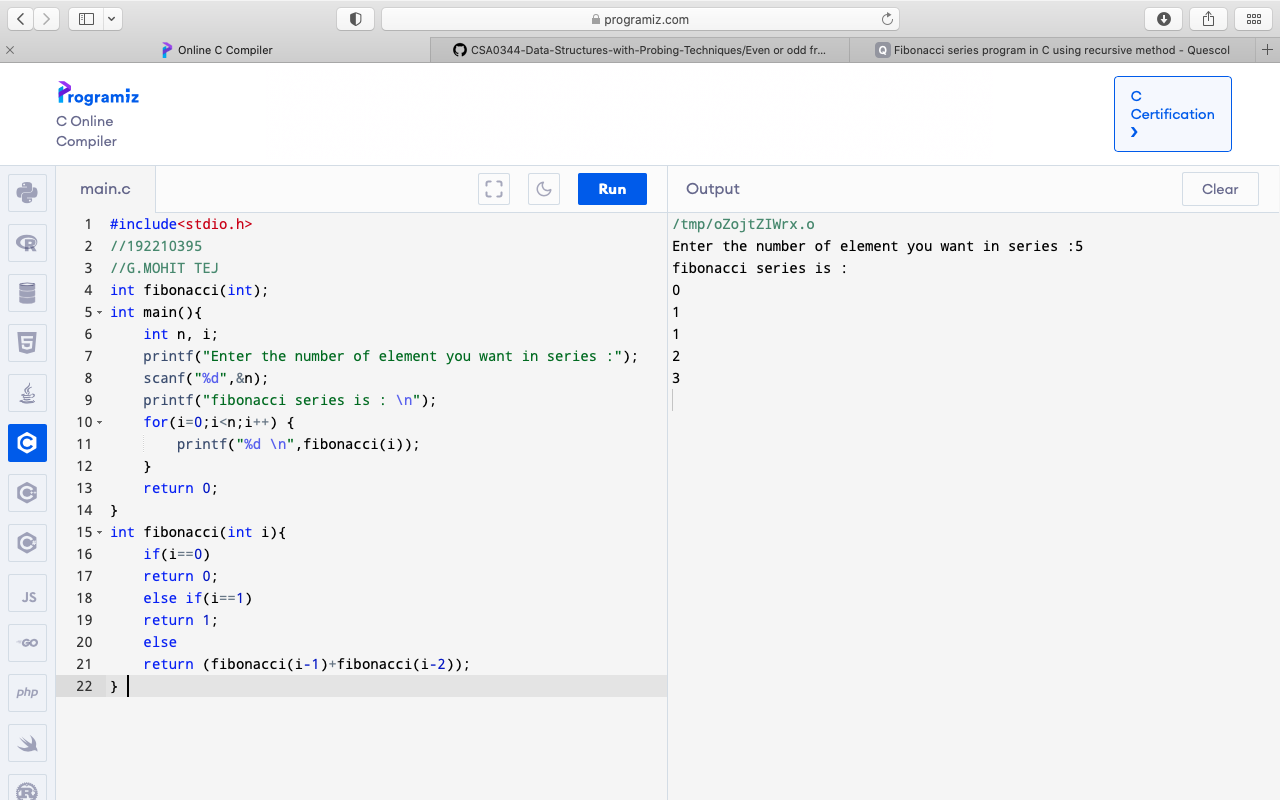 programiz.com
Online C Compiler
CSA0344-Data-Structures-with-Probing-Techniques/Even or odd fr...
Q Fibonacci series program in C using recursive method - Quescol
Programiz
C Online
Compiler
C
Certification
main.c
Run
1 #include<stdio.h>
2 //192210395
3 //G.MOHIT TEJ
4 int fibonacci(int);
5 int main(){
6 int n, i;
7 printf("Enter the number of element you want in series :");
8 scanf("%d",&n);
9 printf("fibonacci series is : \n");
10 for(i=0;i<n;i++) {
11 printf("%d \n",fibonacci(i));
12 }
13 return 0;
14 }
15 int fibonacci(int i){
16 if(i==0)
17 return 0;
18 else if(i==1)
19 return 1;
20 else
21 return (fibonacci(i-1)+fibonacci(i-2));
22 }
Output
Clear
/tmp/oZojtZIWrx.o
Enter the number of element you want in series :5
fibonacci series is :
0
1
1
2
3
R
5
C
C
C
JS
GO
php
R